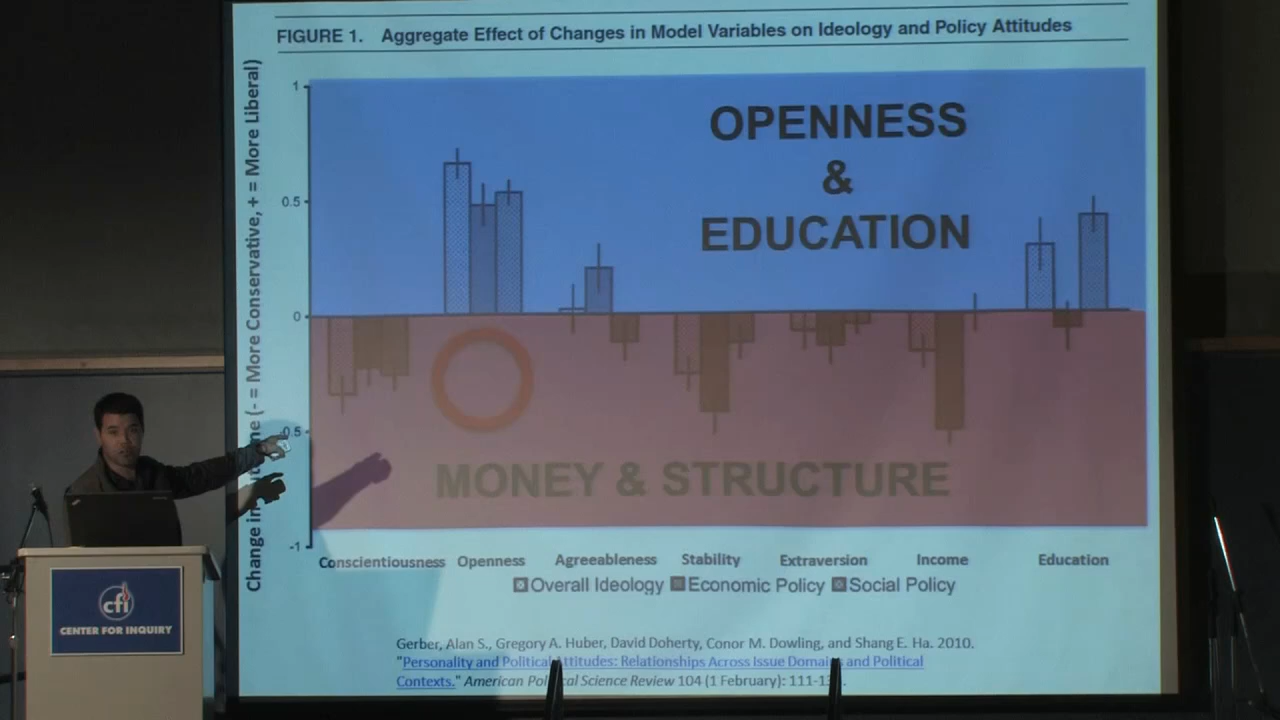 FIGURE 1. Aggregate Effect of Changes in Model Variables on Ideology and Policy Attitudes
Change in (- = More Conservative, + = More Liberal)
1
0.5
0
0.5
-1
OPENNESS
&
EDUCATION
MONEY & STRUCTURE
Conscientiousness Openness Agreeableness Stability Extraversion Income Education
Overall Ideology Economic Policy Social Policy
Gerber, Alan S., Gregory A. Huber, David Doherty, Conor M. Dowling, and Shang E. Ha. 2010.
"Personality and Political Attitudes: Relationships Across Issue Domains and Political
Contexts." American Political Science Review 104 (1 February): 111-
cfi
CENTER FOR INQUIRY